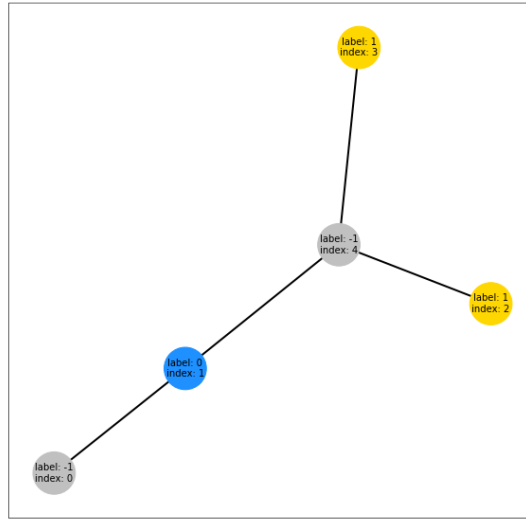 label: 1
index: 3
label: -1
index: 4
label: 1
index: 2
label: 0
index: 1
label: -1
index: 0